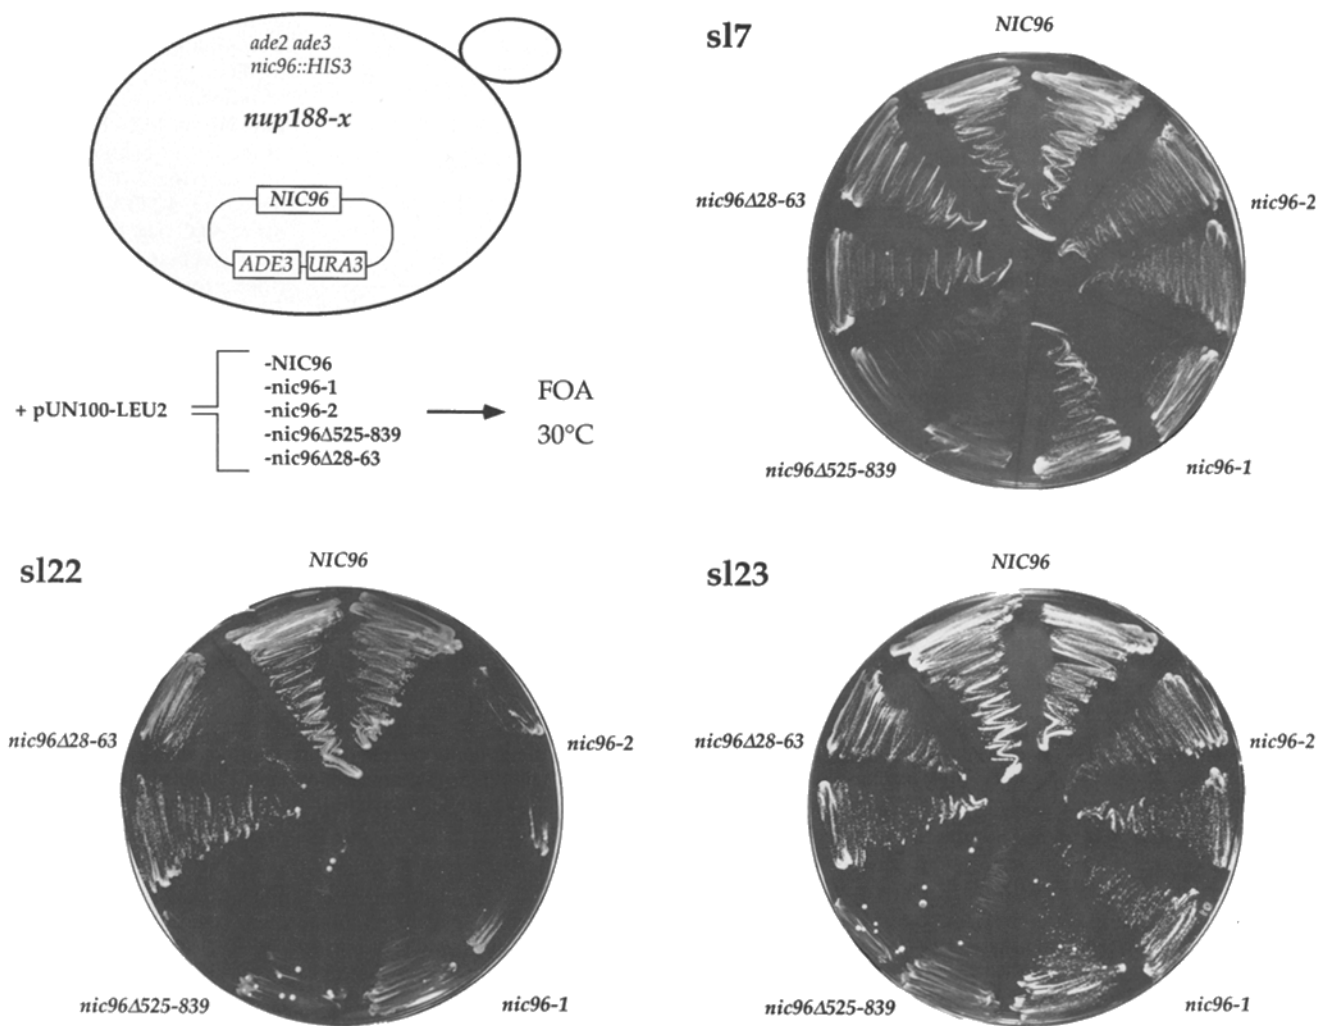 ade2 ade3
nic96::HIS3
nup188-x
NIC96
ADE3
URA3
+ pUN100-LEU2
-NIC96
-nic96-1
-nic96-2
-nic96Δ525-839
-nic96Δ28-63
FOA
30°C
sl7
NIC96
nic96Δ28-63
nic96-2
nic96Δ525-839
nic96-1
sl22
NIC96
nic96Δ28-63
nic96-2
nic96Δ525-839
nic96-1
sl23
NIC96
nic96Δ28-63
nic96-2
nic96Δ525-839
nic96-1